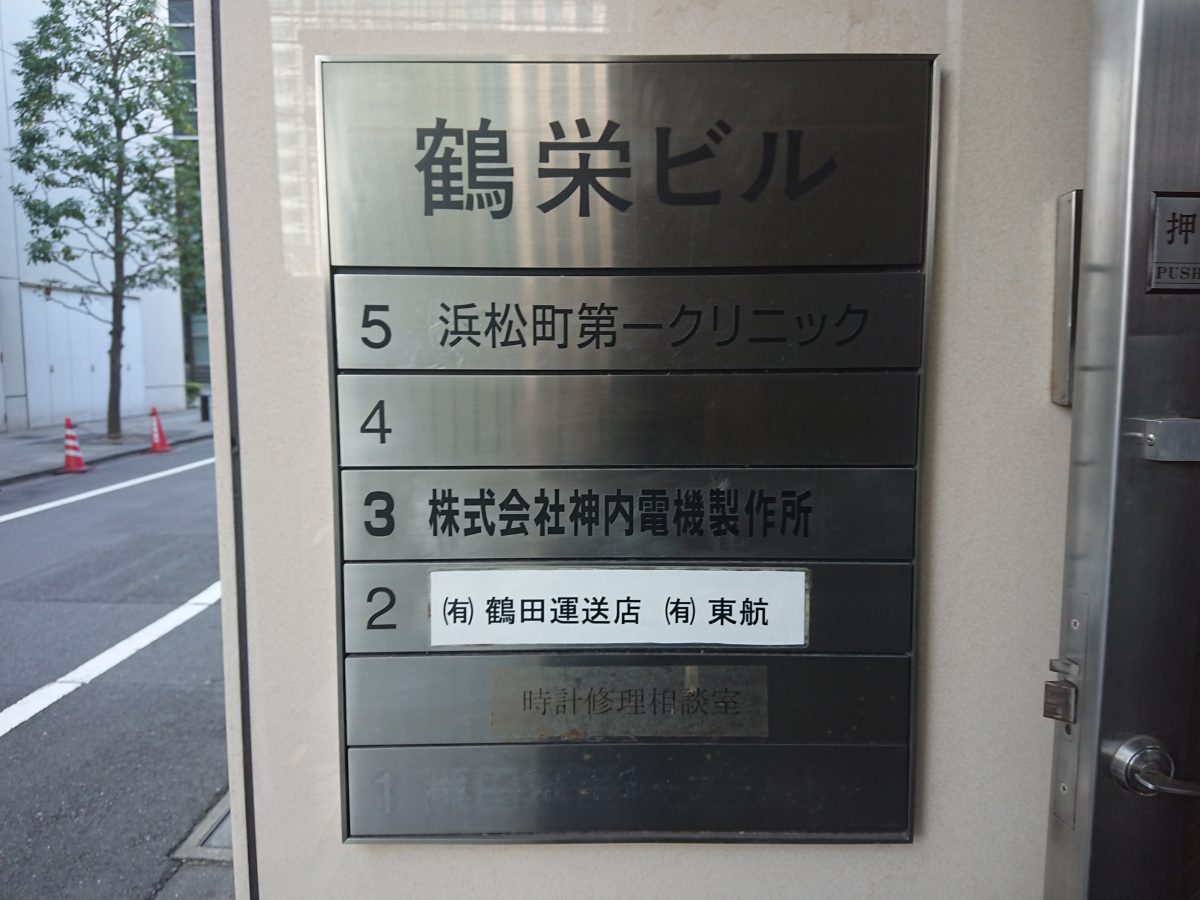 鶴栄ビル
5 浜松町第一クリニック
4
3 株式会社神内電機製作所
2 ㈲ 鶴田運送店 ㈲ 東航
時計修理相談室
1
押
PUSH